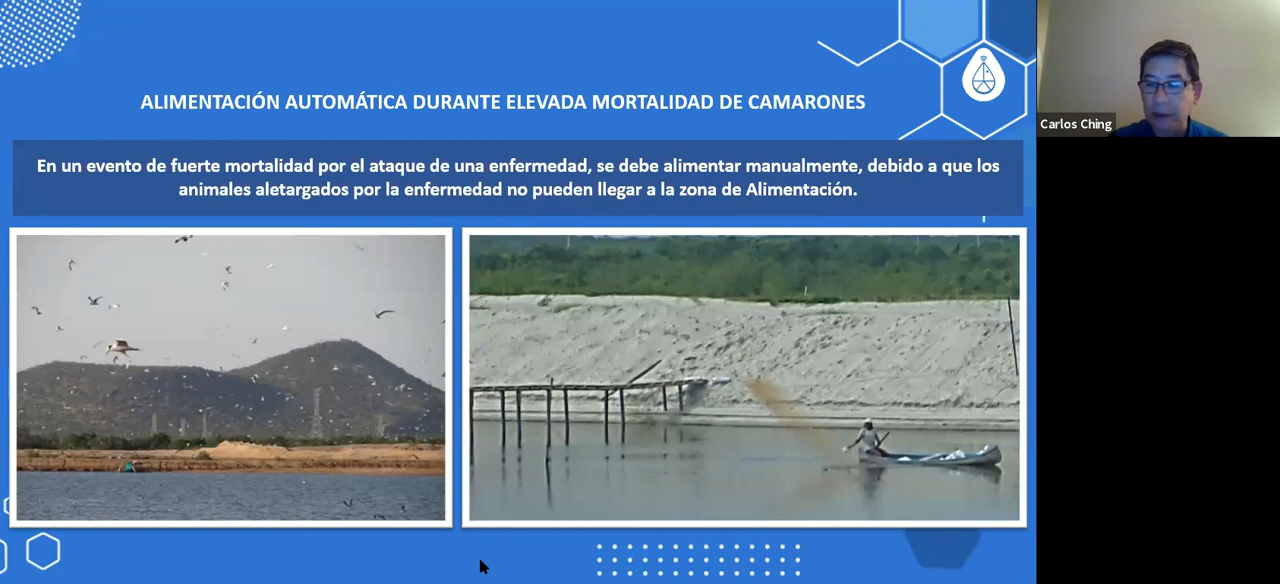 ALIMENTACIÓN AUTOMÁTICA DURANTE ELEVADA MORTALIDAD DE CAMARONES
En un evento de fuerte mortalidad por el ataque de una enfermedad, se debe alimentar manualmente, debido a que los
animales aletargados por la enfermedad no pueden llegar a la zona de Alimentación.
Carlos Ching